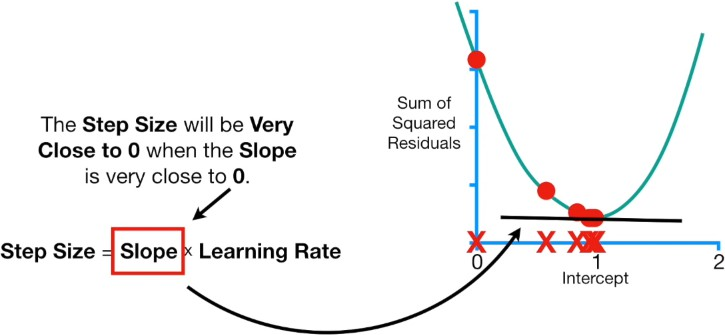 The Step Size will be Very
Close to 0 when the Slope
is very close to 0.
Step Size = Slope x Learning Rate
Sum of
Squared
Residuals
X X X X X X
0 1 2
Intercept